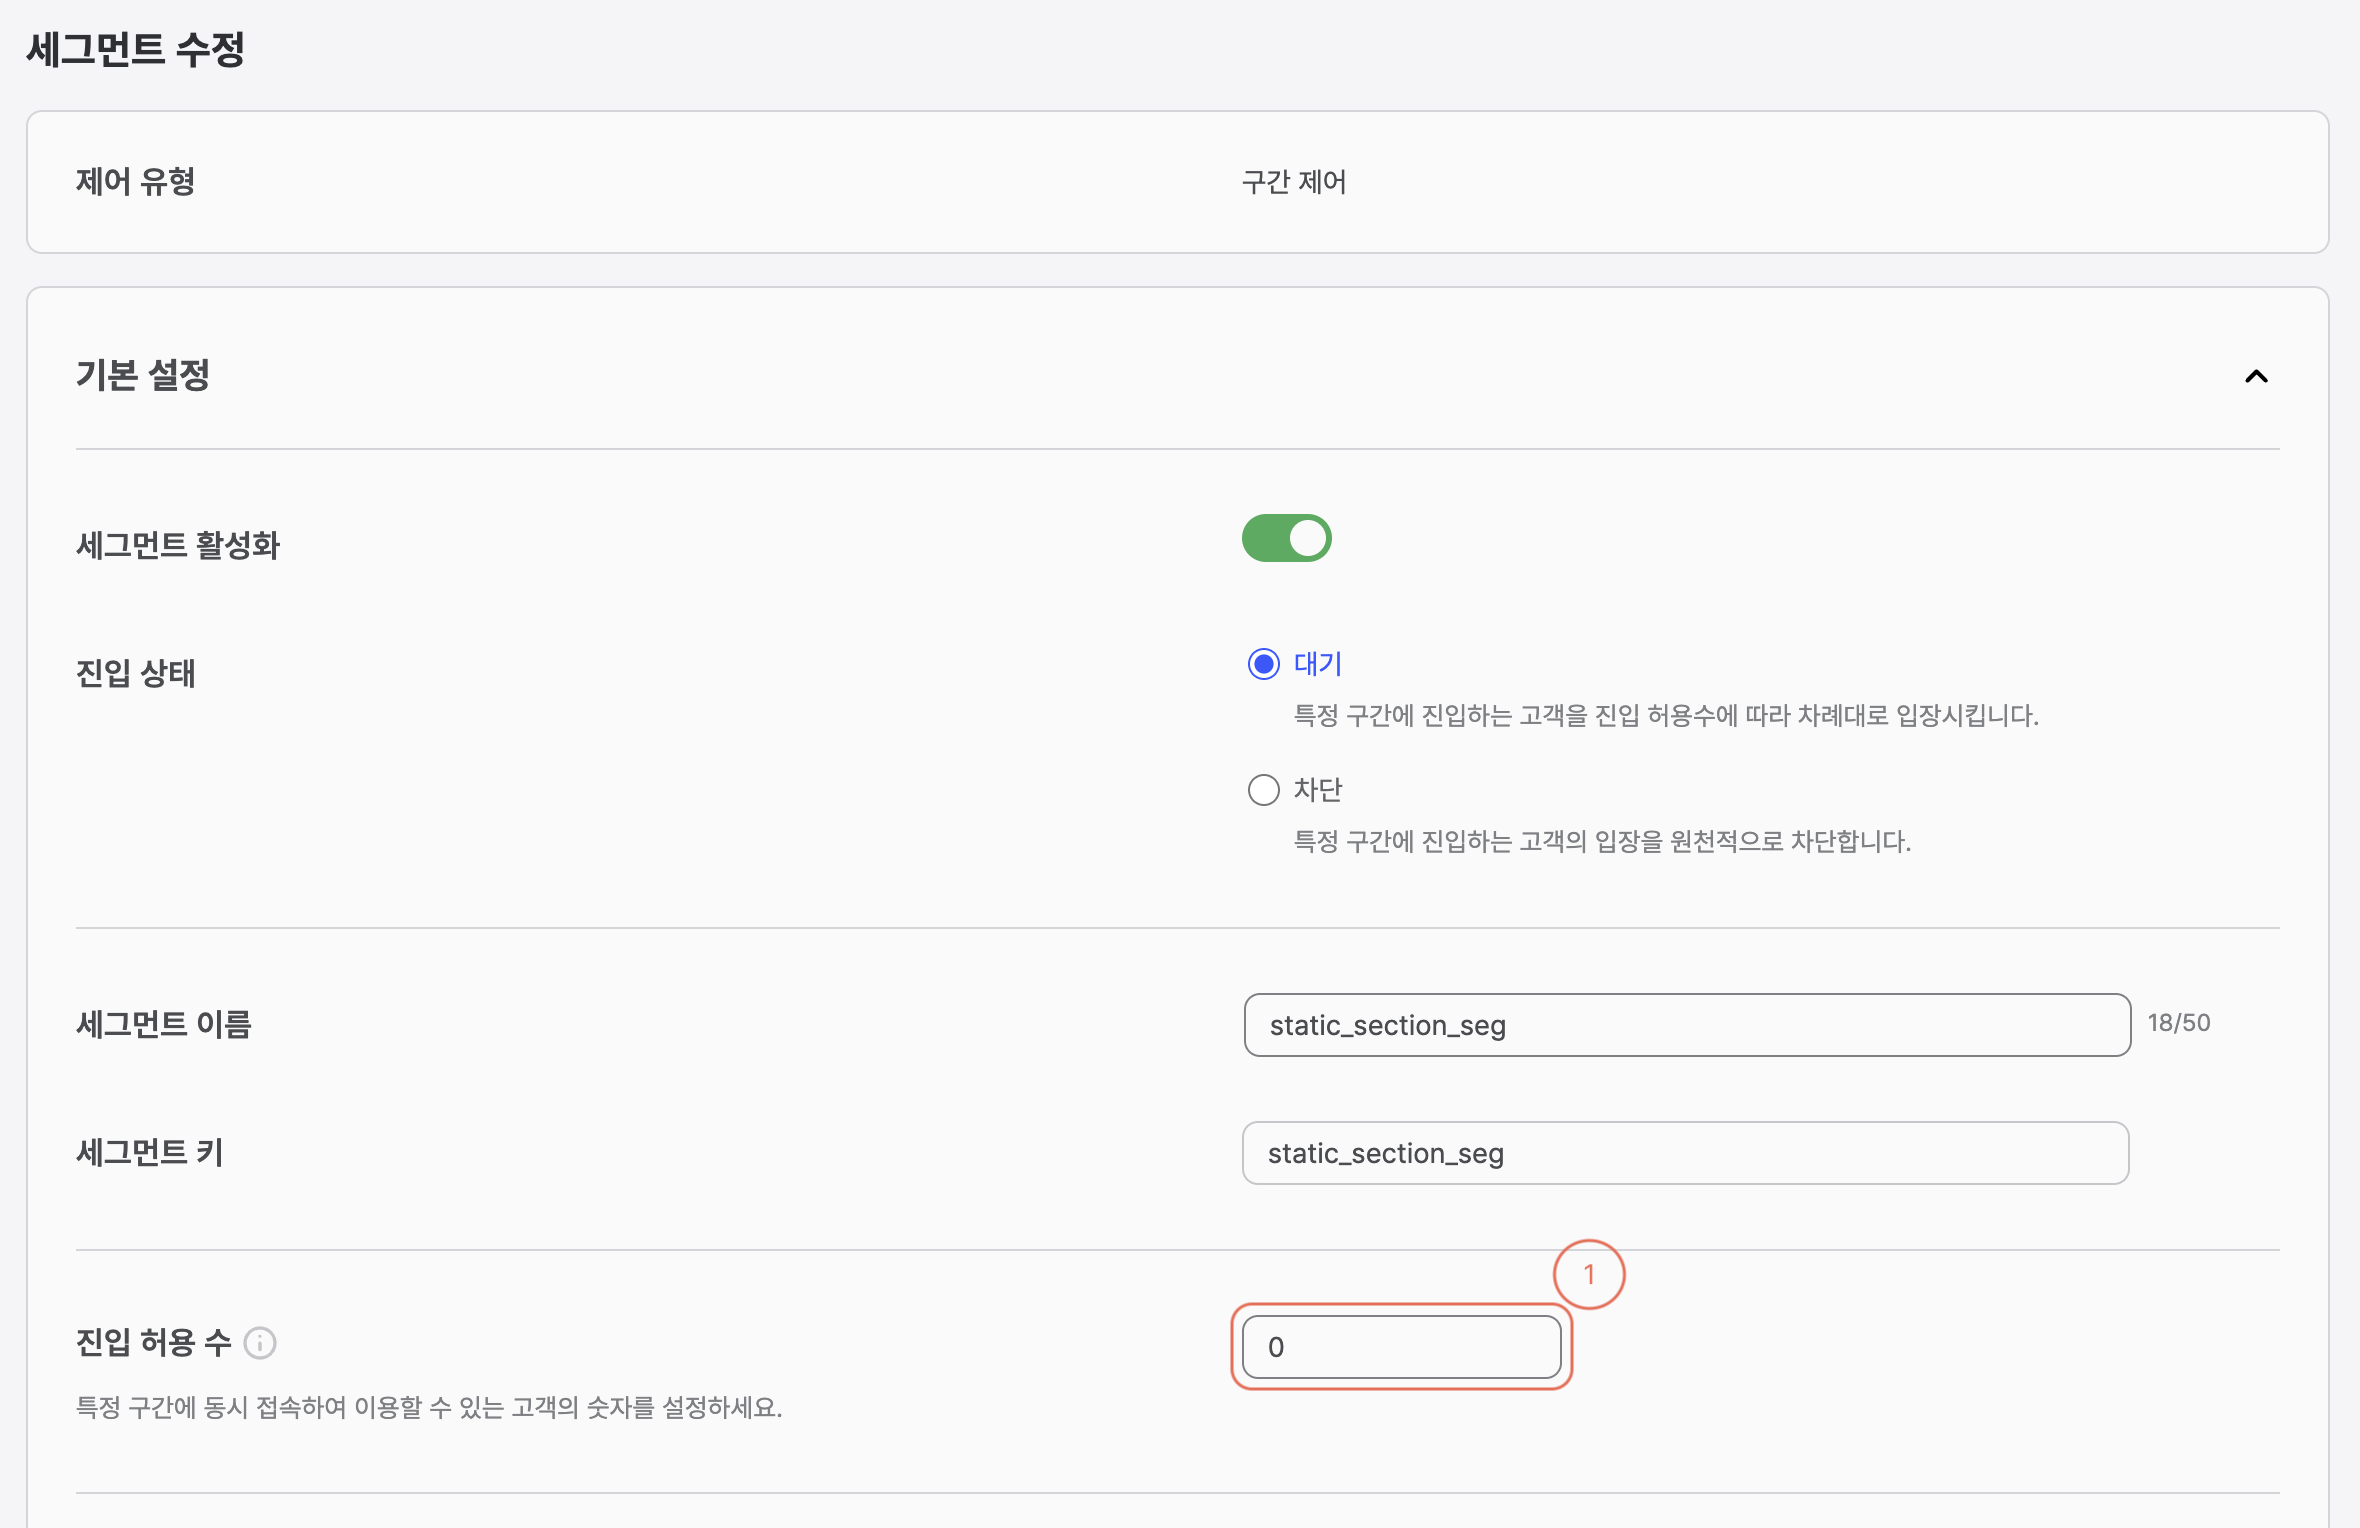 세그먼트 수정
제어 유형
구간 제어
기본 설정
세그먼트 활성화
진입 상태
대기
특정 구간에 진입하는 고객을 진입 허용수에 따라 차례대로 입장시킵니다.
차단
특정 구간에 진입하는 고객의 입장을 원천적으로 차단합니다.
세그먼트 이름
static_section_seg
18/50
세그먼트 키
static_section_seg
1
진입 허용 수
0
특정 구간에 동시 접속하여 이용할 수 있는 고객의 숫자를 설정하세요.